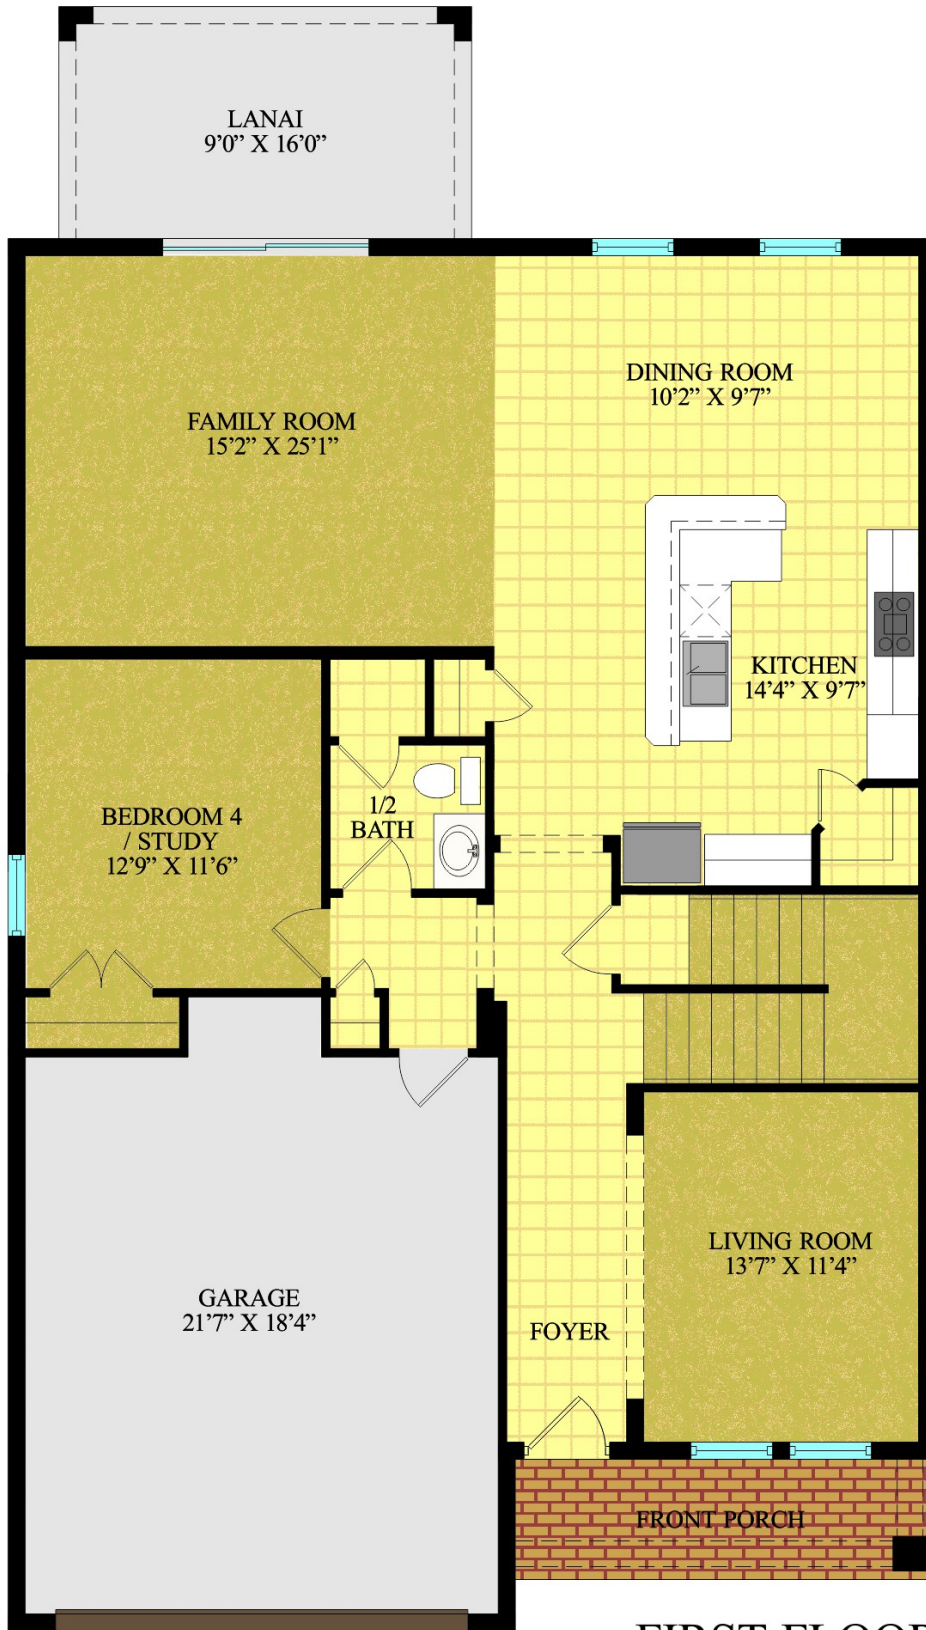 LANAI
9’0” X 16’0”
DINING ROOM
10’2” X 9’7”
FAMILY ROOM
15’2” X 25’1”
KITCHEN
14’4” X 9’7”
1/2
BATH
BEDROOM 4
/ STUDY
12’9” X 11’6”
LIVING ROOM
13’7” X 11’4”
GARAGE
21’7” X 18’4”
FOYER
FRONT PORCH
FIRST FLOOR